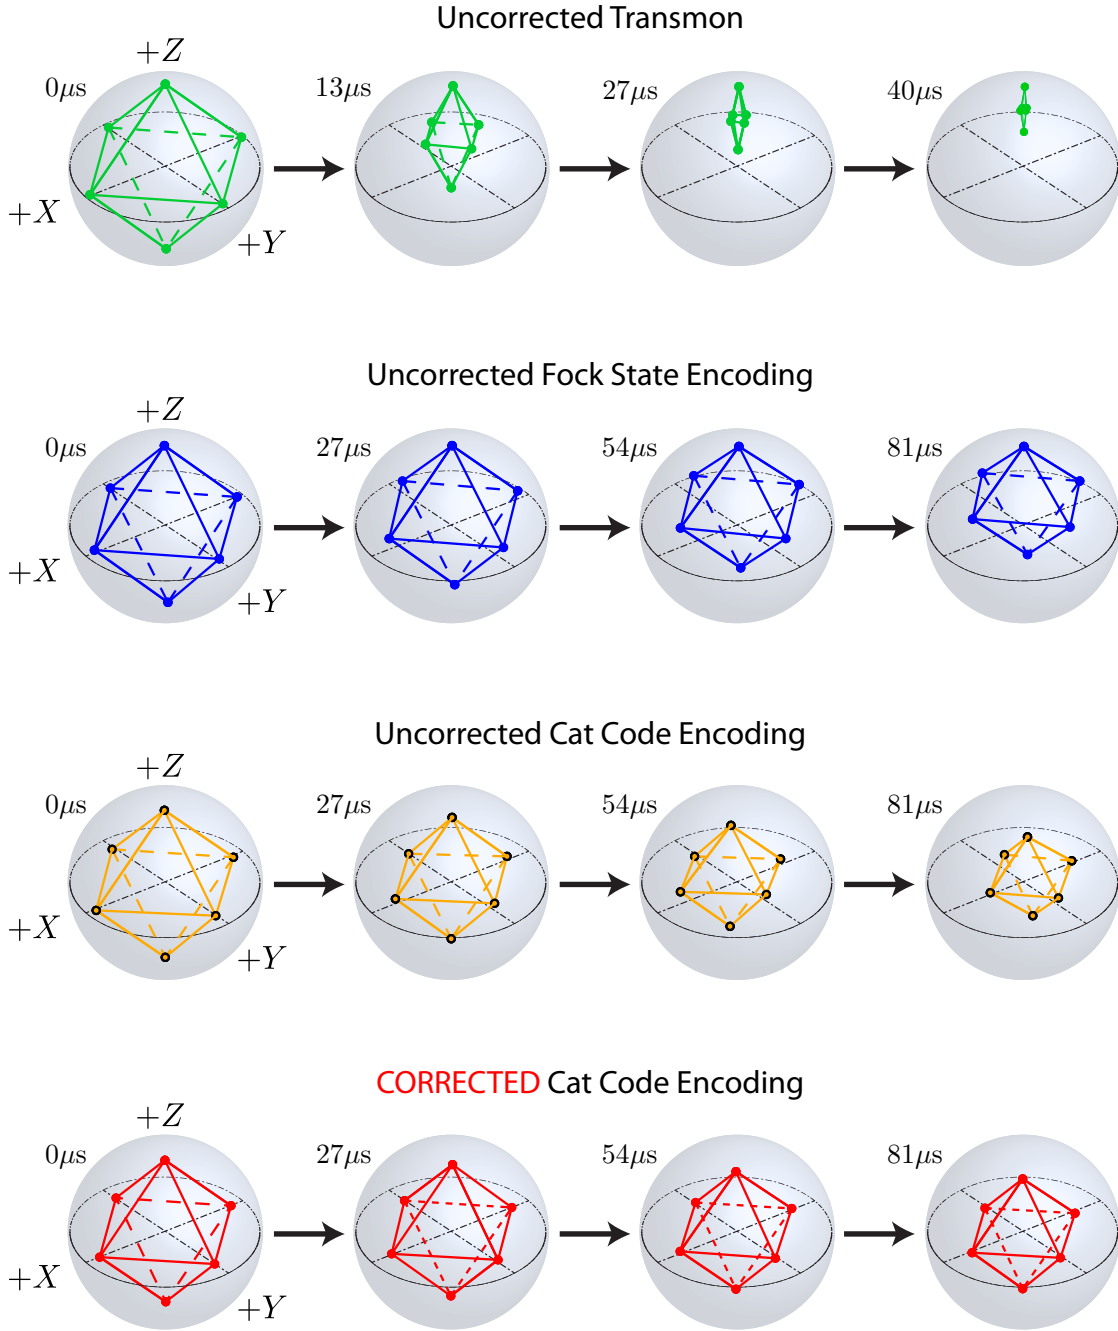 Uncorrected Transmon
+Z
0μs 13μs 27μs 40μs
+X
+Y
Uncorrected Fock State Encoding
+Z
0μs 27μs 54μs 81μs
+X
+Y
Uncorrected Cat Code Encoding
+Z
0μs 27μs 54μs 81μs
+X
+Y
CORRECTED Cat Code Encoding
+Z
0μs 27μs 54μs 81μs
+X
+Y